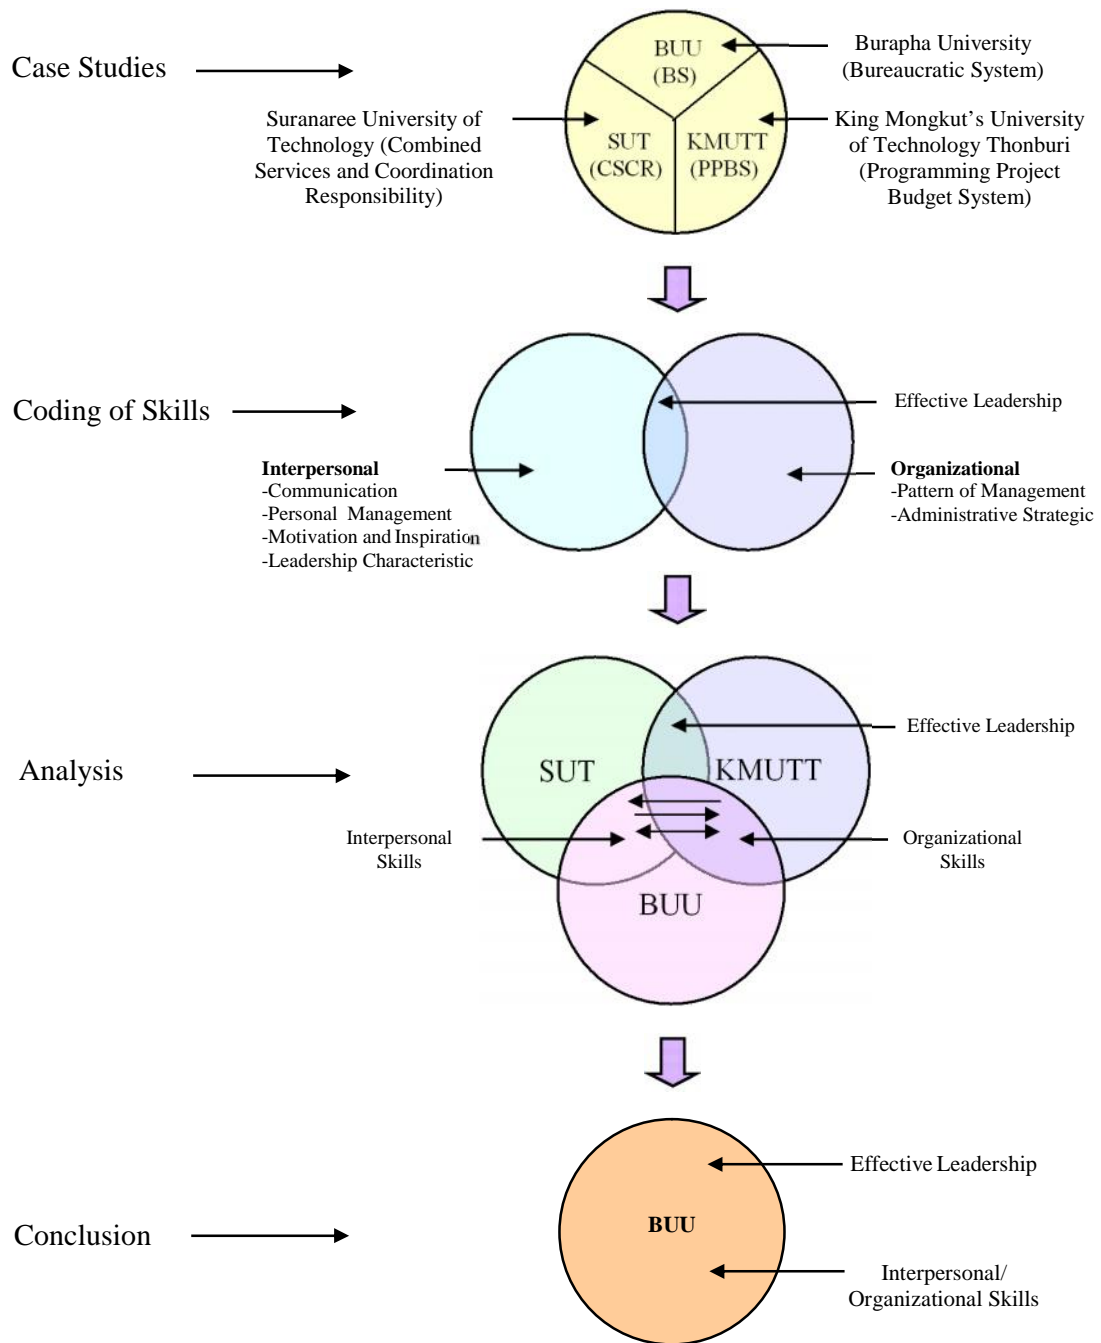 Case Studies
BUU
(BS)
Burapha University
(Bureaucratic System)
Suranaree University of
Technology (Combined
Services and Coordination
Responsibility)
SUT
(CSCR)
KMUTT
(PPBS)
King Mongkut’s University
of Technology Thonburi
(Programming Project
Budget System)
Coding of Skills
Effective Leadership
Interpersonal
-Communication
-Personal Management
-Motivation and Inspiration
-Leadership Characteristic
Organizational
-Pattern of Management
-Administrative Strategic
Analysis
Effective Leadership
SUT
KMUTT
Interpersonal
Skills
Organizational
Skills
BUU
Conclusion
Effective Leadership
BUU
Interpersonal/
Organizational Skills